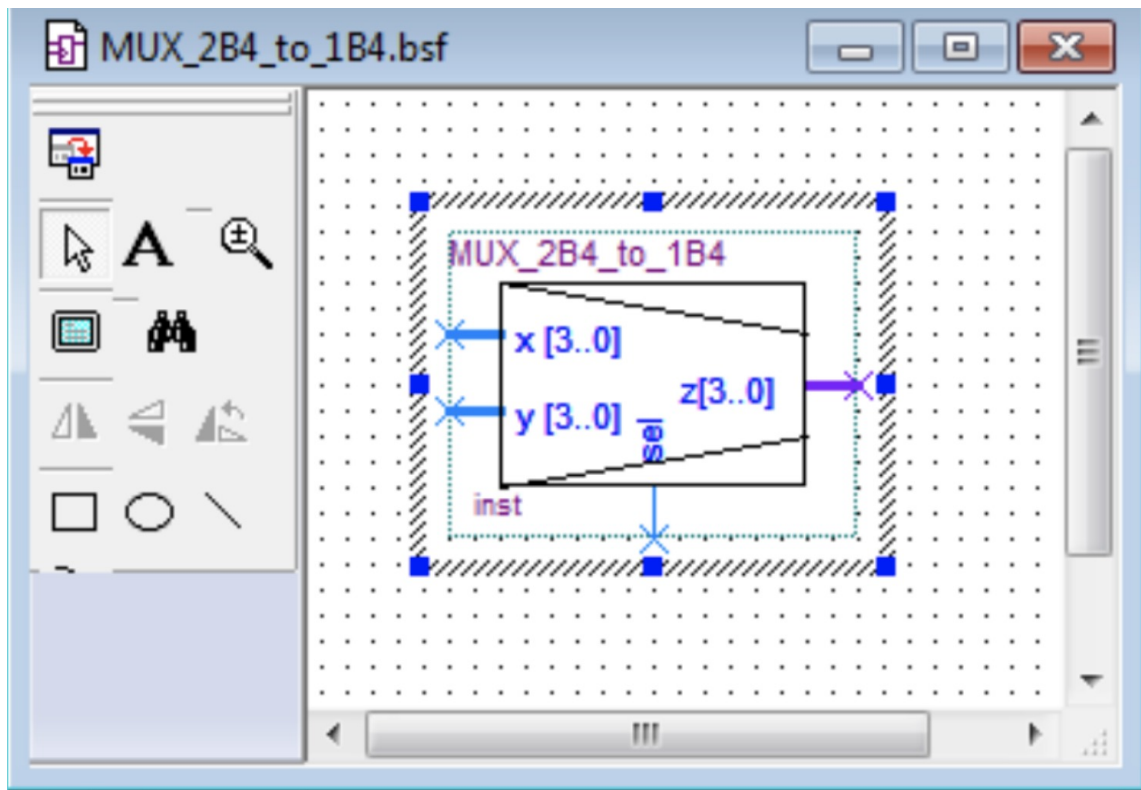 MUX_2B4_to_1B4.bsf
A
MUX_2B4_to_1B4
x [3..0]
z[3..0]
y [3..0]
sel
inst